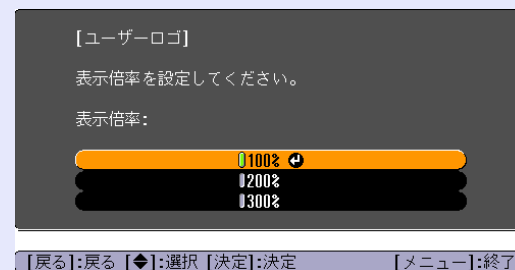 [ユーザーロゴ]
表示倍率を設定してください。
表示倍率:
100%
200%
300%
[戻る]:戻る [◆]:選択 [決定]:決定 [メニュー]:終了